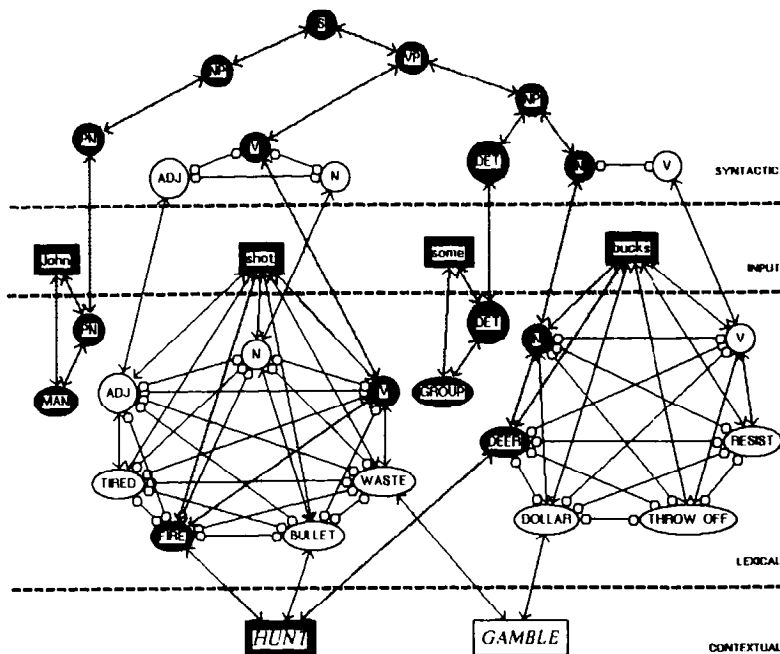 S
NP VP
NP
PN V DET N V
ADJ N
SYNTACTIC
John shot some bucks
INPUT
PN DET
N N V
ADJ V
MAN GROUP
DEER RESIST
TIRED WASTE
DOLLAR THROW OFF
FIRE BULLET
LEXICAL
HUNT GAMBLE
CONTEXTUAL